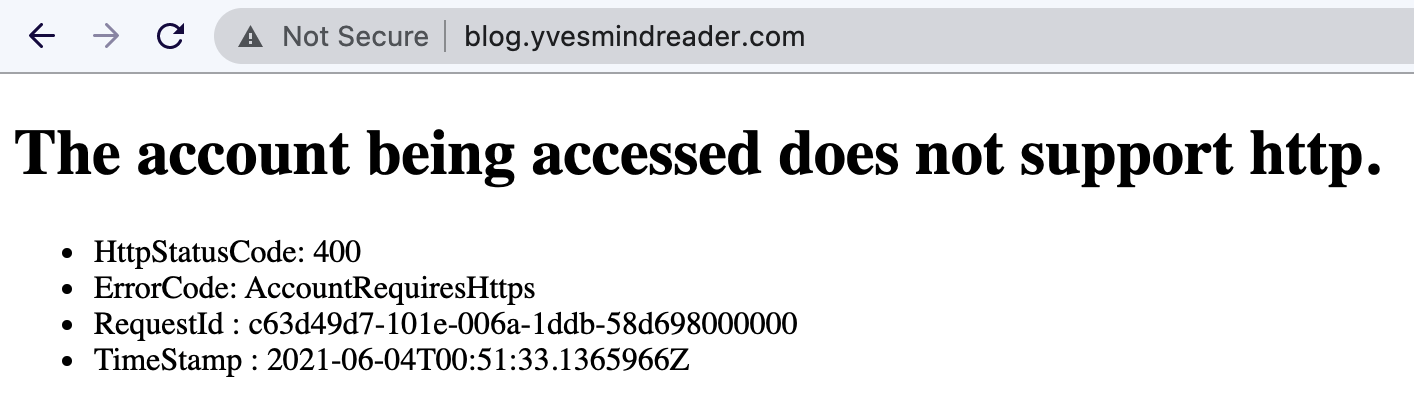 Not Secure | blog.yvesmindreader.com
The account being accessed does not support http.
• HttpStatusCode: 400
• ErrorCode: AccountRequiresHttps
• RequestId : c63d49d7-101e-006a-1ddb-58d698000000
• TimeStamp : 2021-06-04T00:51:33.1365966Z